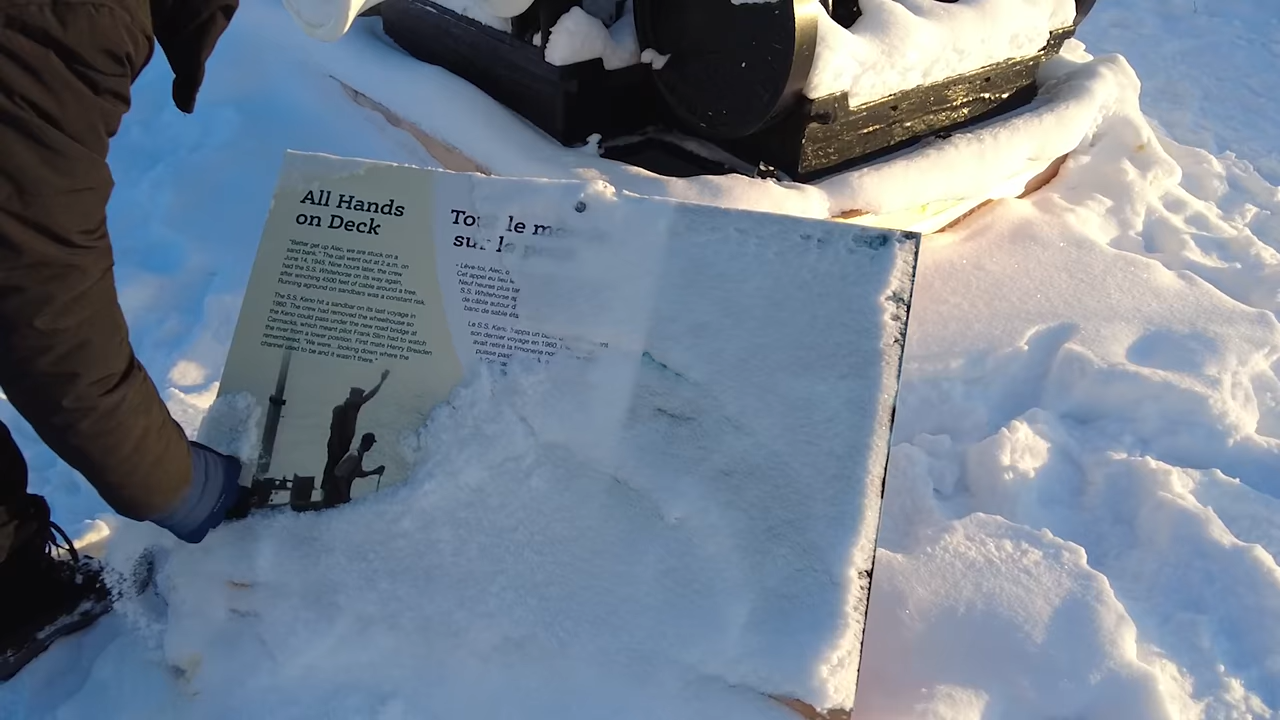 All Hands
on Deck
"Better get up Alec, we are stuck on a
sand bank." The call went out at 2 a.m. on
June 14, 1945. Nine hours later, the crew
had the S.S. Whitehorse on its way again,
after winching 4500 feet of cable around a tree.
Running aground on sandbars was a constant risk.
The S.S. Keno hit a sandbar on its last voyage in
1960. The crew had removed the wheelhouse so
the Keno could pass under the new road bridge at
Carmacks, which meant pilot Frank Slim had to watch
the river from a lower position. First mate Henry Breaden
remembered, "We were...looking down where the
channel used to be and it wasn't there."
le
sur le
« Lève-toi, Alec,
Cet appel eu lieu
Neuf heures plus
S.S. Whitehorse
de câble autour
banc de sable
Le S.S. un
son dernier voyage en 1960,
avait retiré la timonerie
puisse